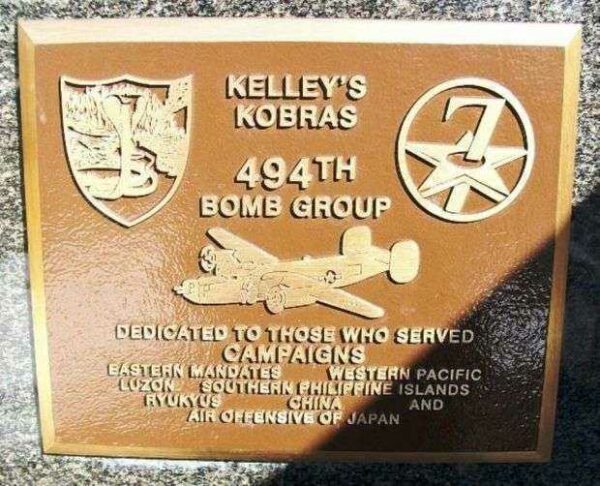 KELLEY'S
KOBRAS
7
494TH
BOMB GROUP
DEDICATED TO THOSE WHO SERVED
CAMPAIGNS
EASTERN MANDATES WESTERN PACIFIC
LUZON SOUTHERN PHILIPPINE ISLANDS
RYUKYUS CHINA AND
AIR OFFENSIVE OF JAPAN